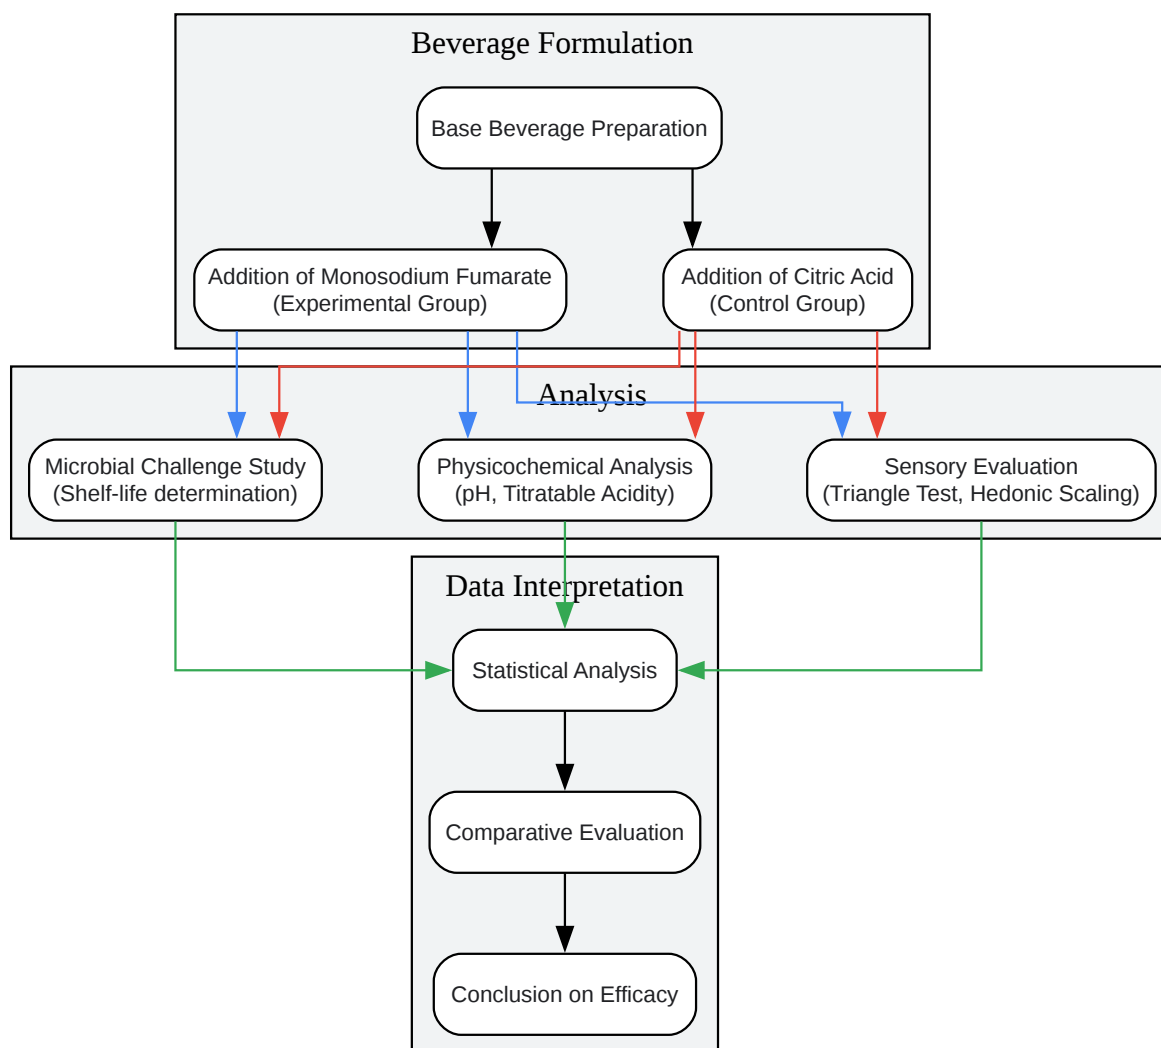 Beverage Formulation
Base Beverage Preparation
Addition of Monosodium Fumarate
(Experimental Group)
Addition of Citric Acid
(Control Group)
Analysis
Microbial Challenge Study
(Shelf-life determination)
Physicochemical Analysis
(pH, Titratable Acidity)
Sensory Evaluation
(Triangle Test, Hedonic Scaling)
Data Interpretation
Statistical Analysis
Comparative Evaluation
Conclusion on Efficacy